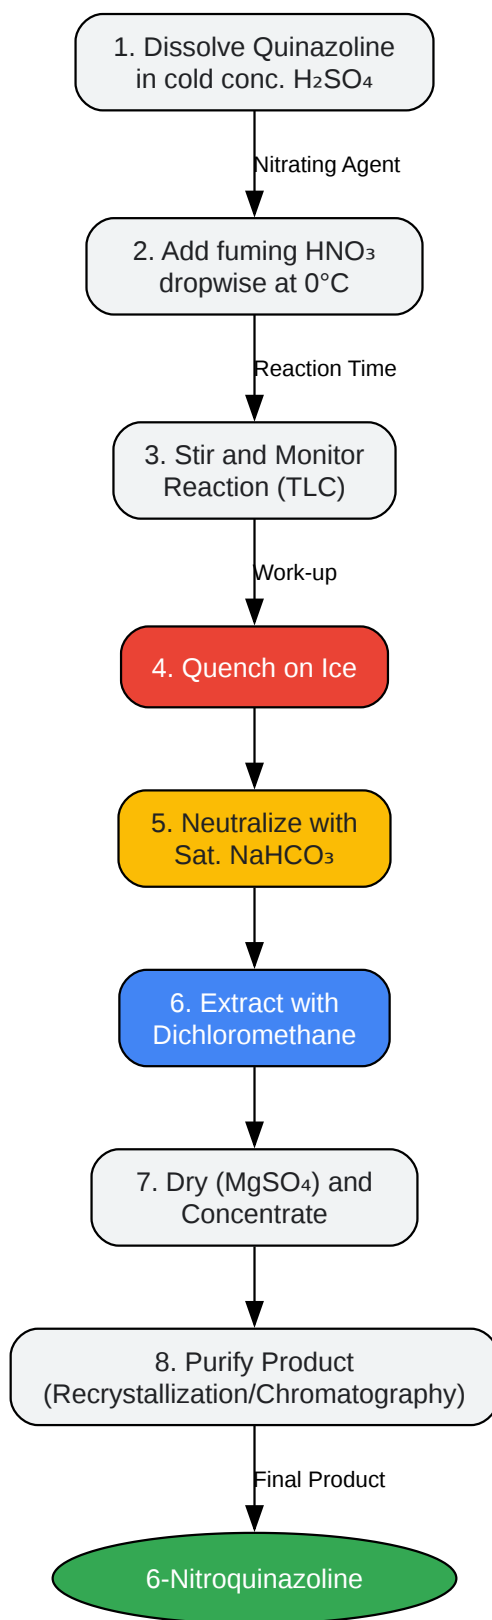 1. Dissolve Quinazoline
in cold conc. H₂SO₄
Nitrating Agent
2. Add fuming HNO₃
dropwise at 0°C
Reaction Time
3. Stir and Monitor
Reaction (TLC)
Work-up
4. Quench on Ice
5. Neutralize with
Sat. NaHCO₃
6. Extract with
Dichloromethane
7. Dry (MgSO₄) and
Concentrate
8. Purify Product
(Recrystallization/Chromatography)
Final Product
6-Nitroquinazoline